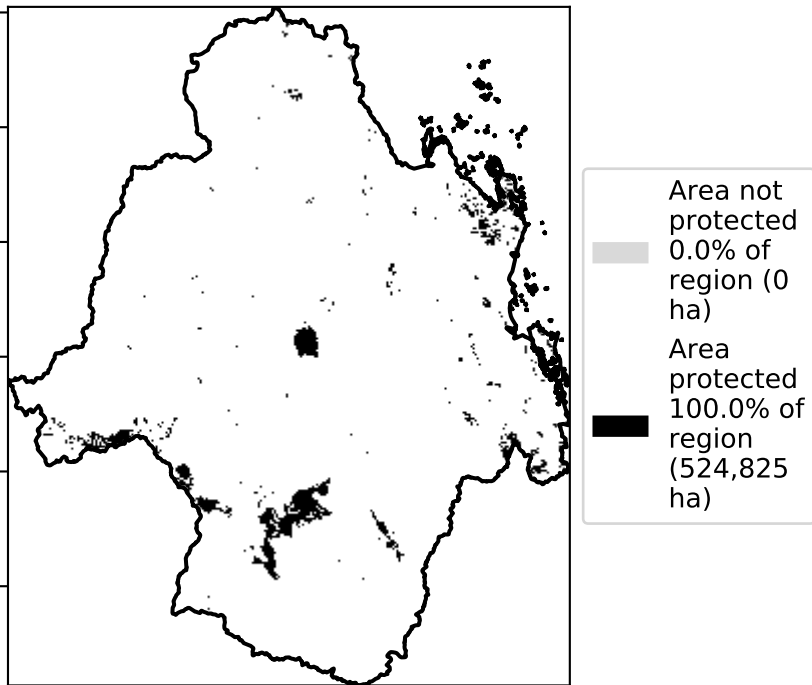 Area not
protected
0.0% of
region (0
ha)
Area
protected
100.0% of
region
(524,825
ha)